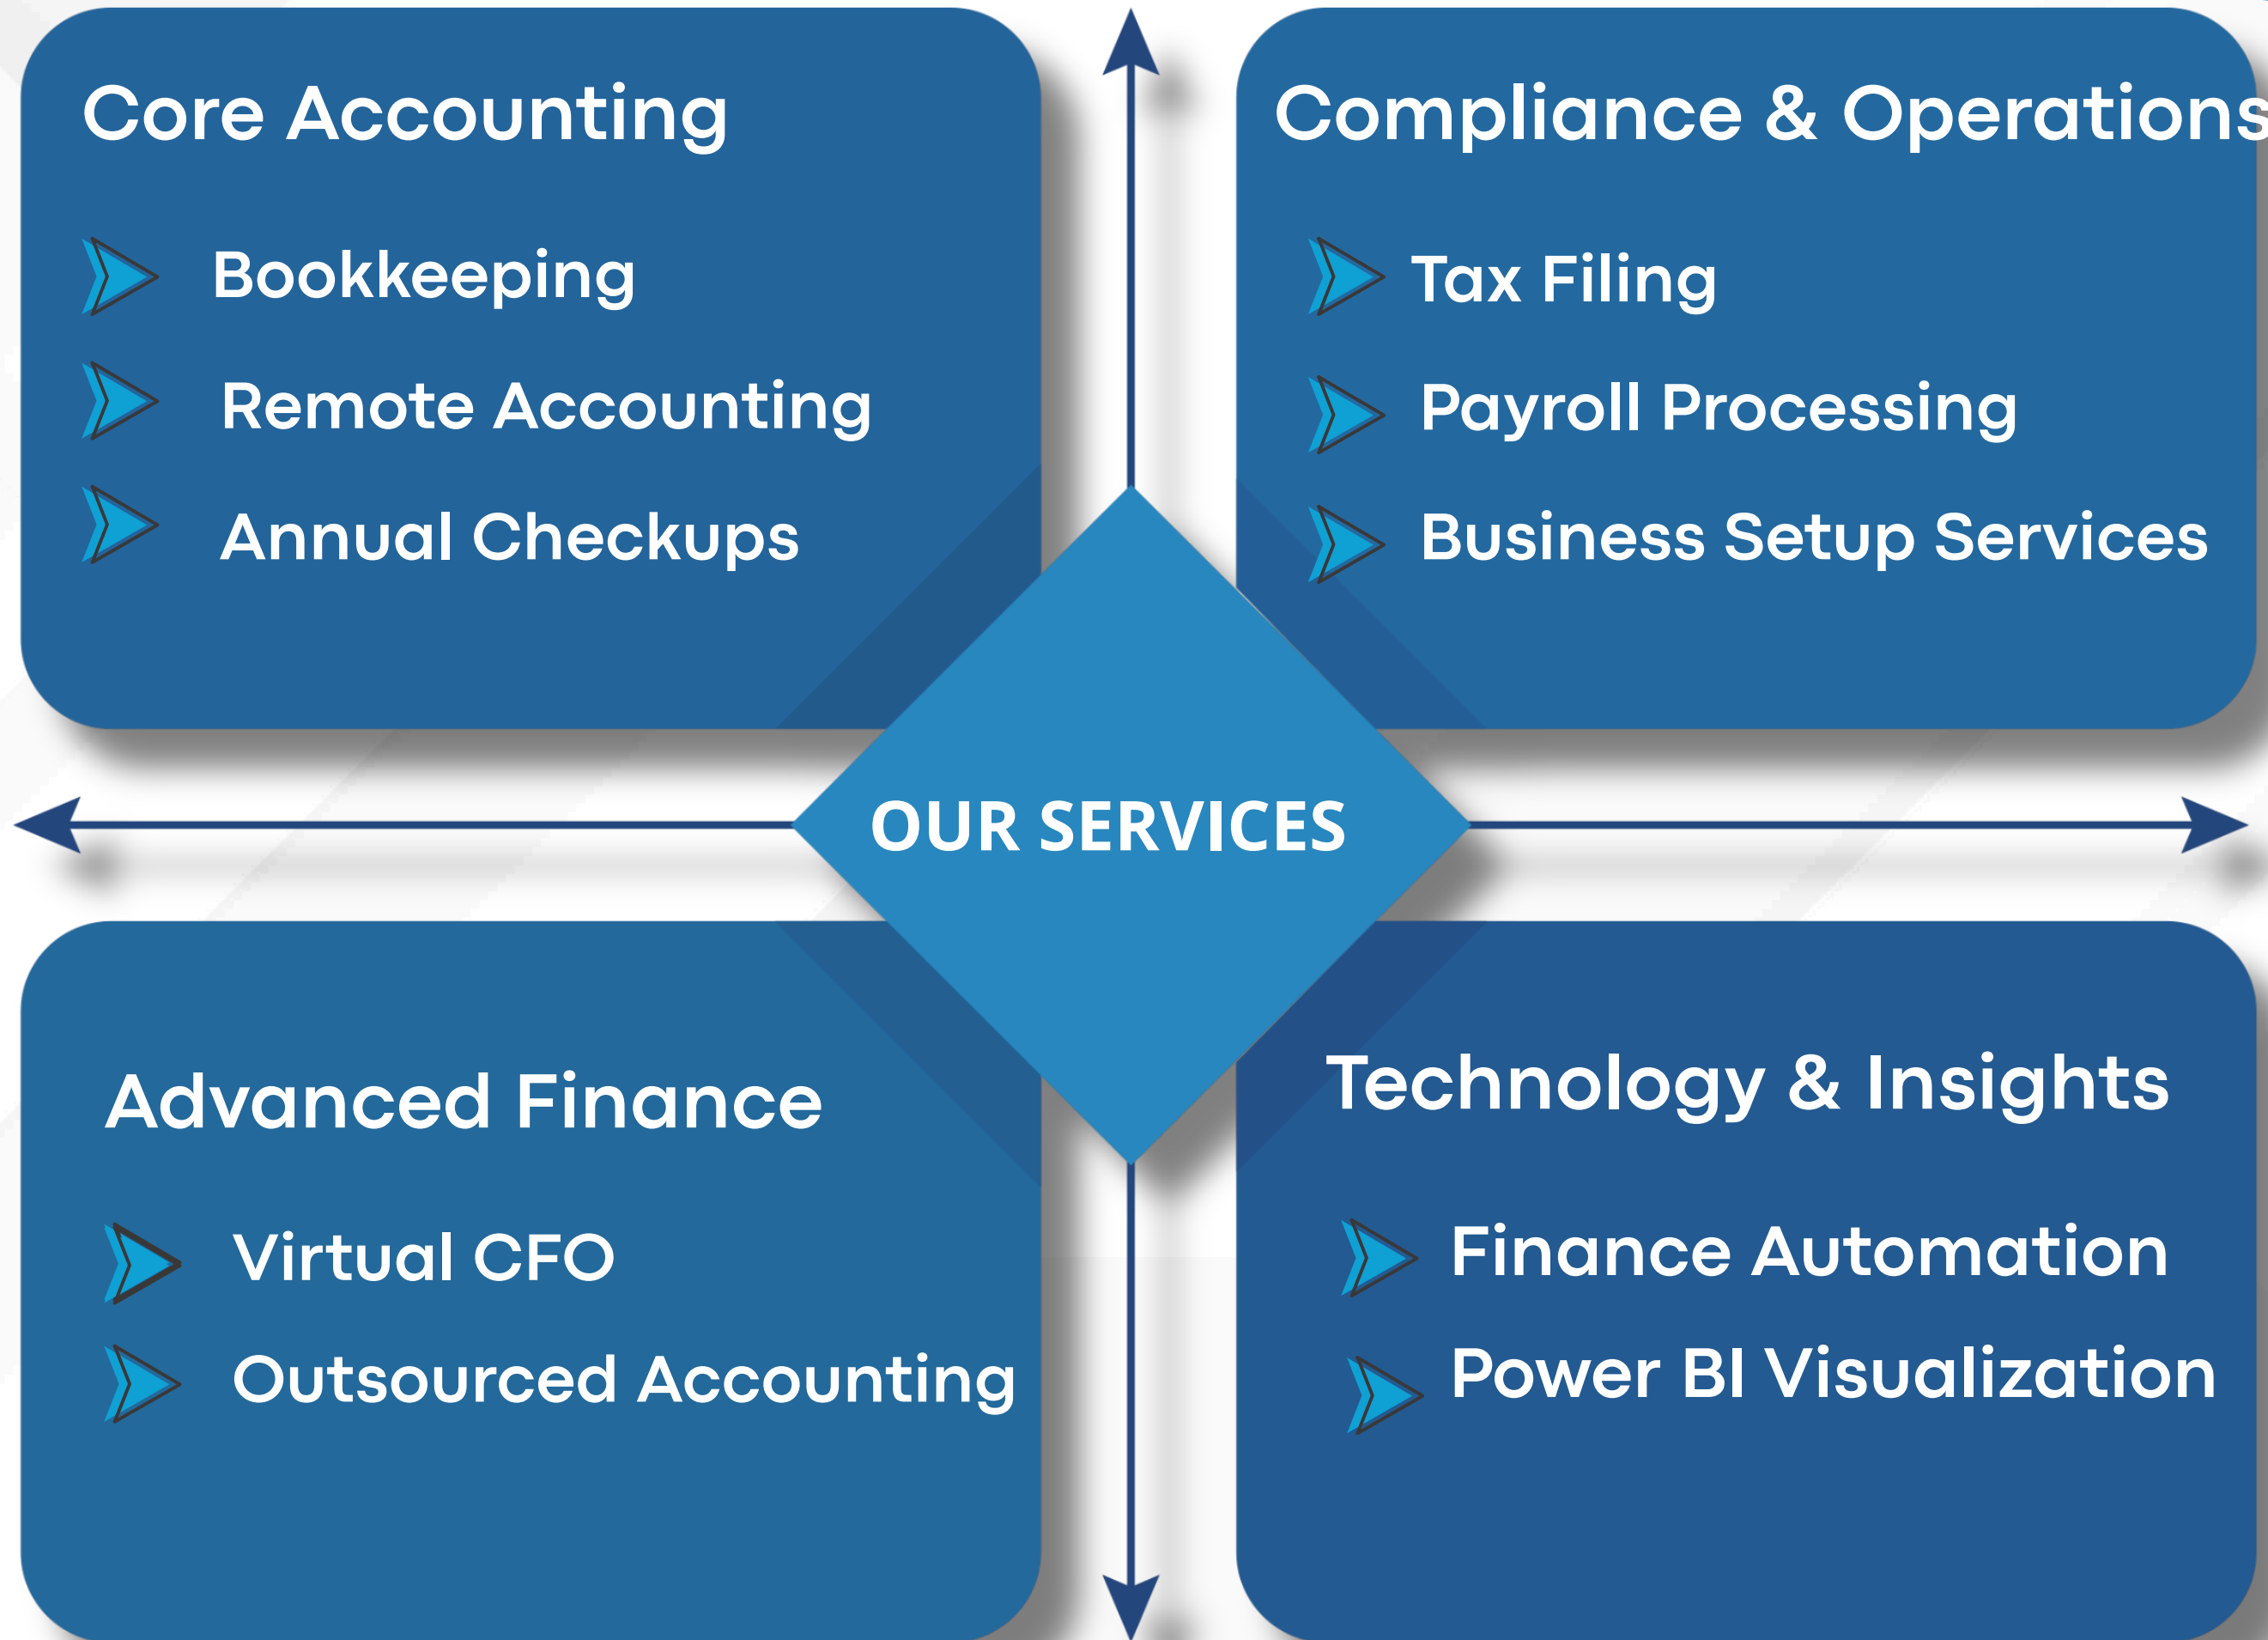 Core Accounting
Bookkeeping
Remote Accounting
Annual Checkups
Compliance & Operations
Tax Filing
Payroll Processing
Business Setup Services
OUR SERVICES
Advanced Finance
Virtual CFO
Outsourced Accounting
Technology & Insights
Finance Automation
Power BI Visualization